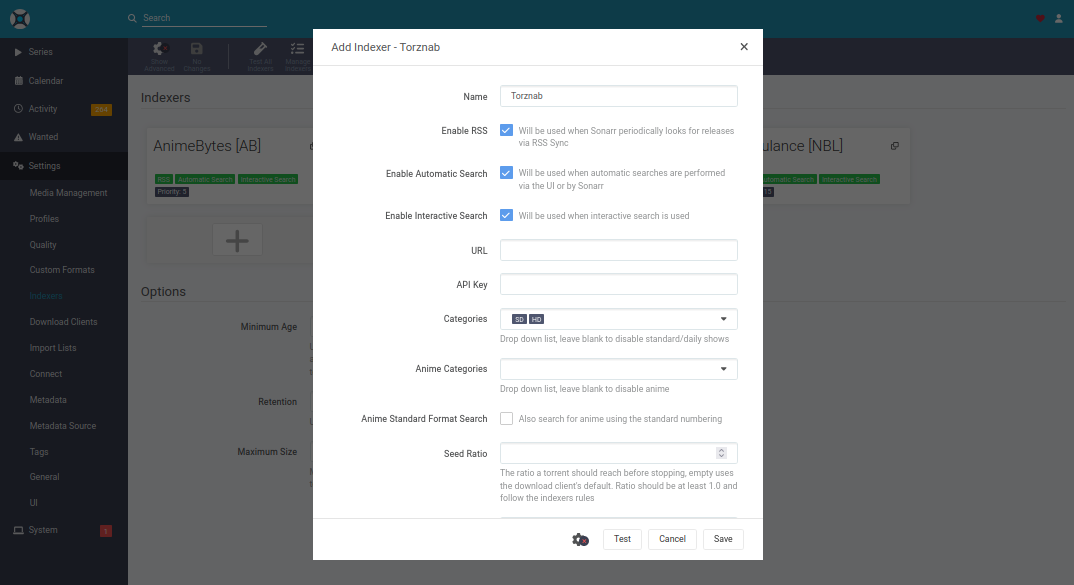 Search
Series
Calendar
Activity
264
Wanted
Settings
Media Management
Profiles
Quality
Custom Formats
Indexers
Download Clients
Import Lists
Connect
Metadata
Metadata Source
Tags
General
UI
System
1
Show
Advanced
No
Changes
Test All
Indexers
Manage
Indexers
Indexers
AnimeBytes [AB]
RSS Automatic Search Interactive Search
Priority: 5
ulance [NBL]
utomatic Search Interactive Search
15
Options
Minimum Age
Retention
Maximum Size
Add Indexer - Torznab
Name
Torznab
Enable RSS
Will be used when Sonarr periodically looks for releases
via RSS Sync
Enable Automatic Search
Will be used when automatic searches are performed
via the UI or by Sonarr
Enable Interactive Search
Will be used when interactive search is used
URL
API Key
Categories
SD HD
Drop down list, leave blank to disable standard/daily shows
Anime Categories
Drop down list, leave blank to disable anime
Anime Standard Format Search
Also search for anime using the standard numbering
Seed Ratio
The ratio a torrent should reach before stopping, empty uses
the download client's default. Ratio should be at least 1.0 and
follow the indexers rules
Test
Cancel
Save